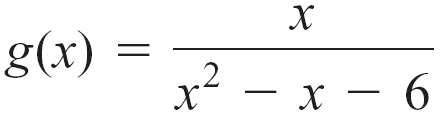 g(x) = x / (x² − x − 6)